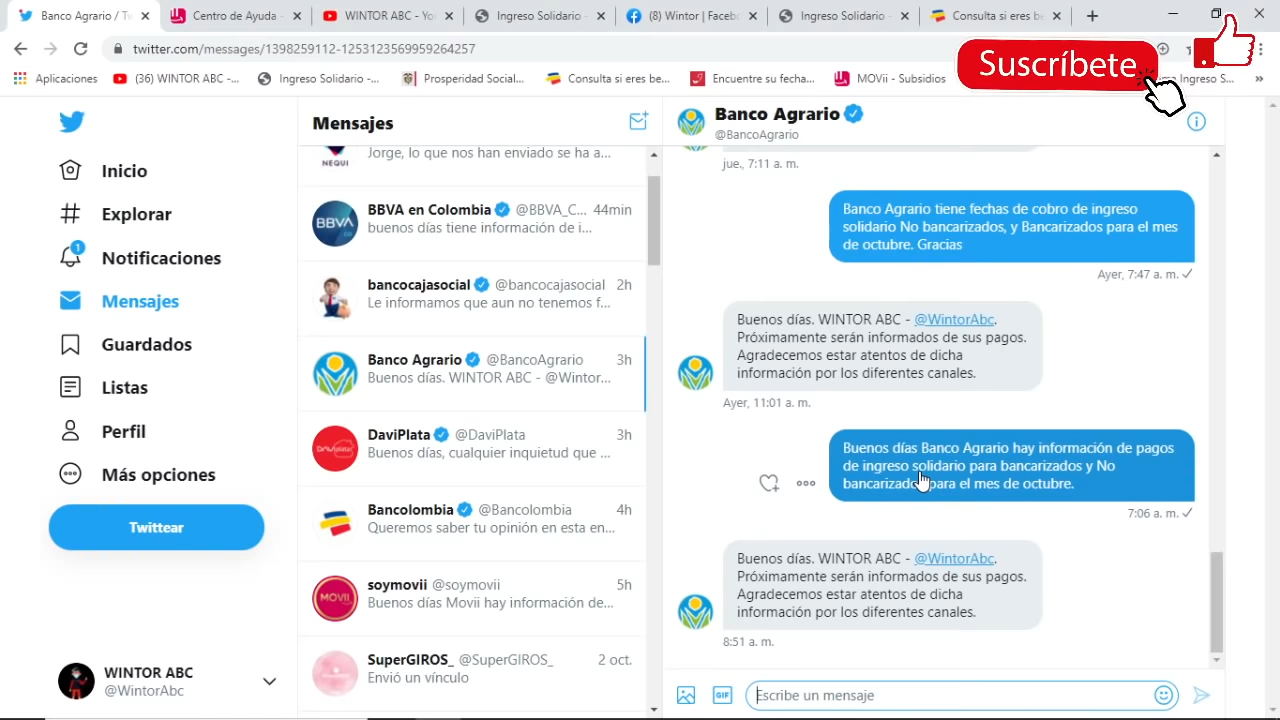 Banco Agrario / Tw
Centro de Ayuda -
WINTOR ABC - Yo
Ingreso Solidario -
(8) Wintor | Faceb
Ingreso Solidario -
Consulta si eres be
twitter.com/messages/1398259112-1253123569959264257
Aplicaciones
(36) WINTOR ABC -...
Ingreso Solidario -...
Prosperidad Social...
Consulta si eres be...
Encuentre su fecha...
MOVii - Subsidios
Suscríbete
Mensajes
Inicio
Explorar
1
Notificaciones
Mensajes
Guardados
Listas
Perfil
Más opciones
Twittear
WINTOR ABC
@WintorAbc
NEQUI
Jorge, lo que nos han enviado se ha a...
BBVA
BBVA en Colombia @BBVA_C... 44min
buenos días tiene información de i...
bancocajasocial @bancocajasocial 2h
Le informamos que aun no tenemos f...
Banco Agrario @BancoAgrario 3h
Buenos días. WINTOR ABC - @Wintor...
DaviPlata @DaviPlata 3h
Buenos días, cualquier inquietud que ...
Bancolombia @Bancolombia 4h
Queremos saber tu opinión en esta en...
MOVII
soymovii @soymovii 5h
Buenos días Movii hay información de...
SuperGIROS_ @SuperGIROS_ 2 oct.
Envió un vínculo
Banco Agrario
@BancoAgrario
jue., 7:11 a. m.
Banco Agrario tiene fechas de cobro de ingreso
solidario No bancarizados, y Bancarizados para el mes
de octubre. Gracias
Ayer, 7:47 a. m.
Buenos días. WINTOR ABC - @WintorAbc.
Próximamente serán informados de sus pagos.
Agradecemos estar atentos de dicha
información por los diferentes canales.
Ayer, 11:01 a. m.
Buenos días Banco Agrario hay información de pagos
de ingreso solidario para bancarizados y No
bancarizados para el mes de octubre.
7:06 a. m.
Buenos días. WINTOR ABC - @WintorAbc.
Próximamente serán informados de sus pagos.
Agradecemos estar atentos de dicha
información por los diferentes canales.
8:51 a. m.
GIF
Escribe un mensaje